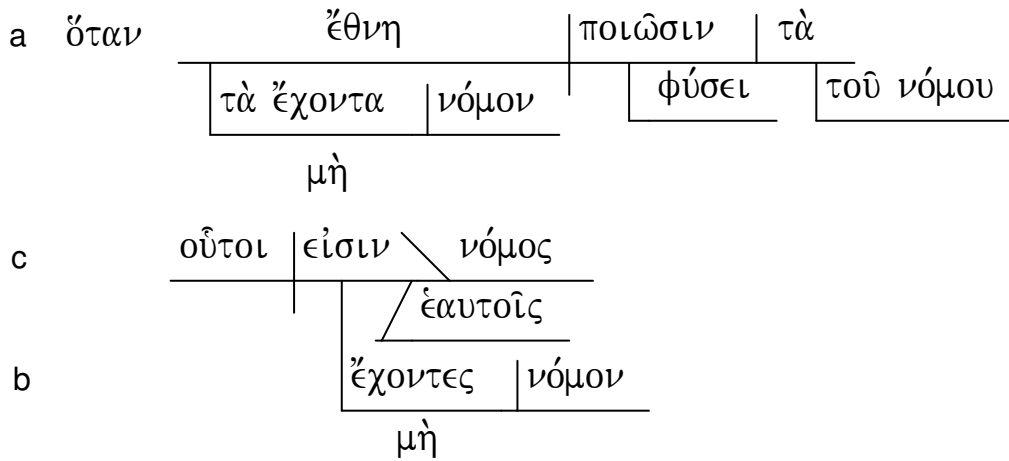 a ὅταν ἔθνη ποιῶσιν τὰ
τὰ ἔχοντα νόμον φύσει τοῦ νόμου
μὴ
c οὗτοι εἰσιν νόμος
ἑαυτοῖς
b ἔχοντες νόμον
μὴ